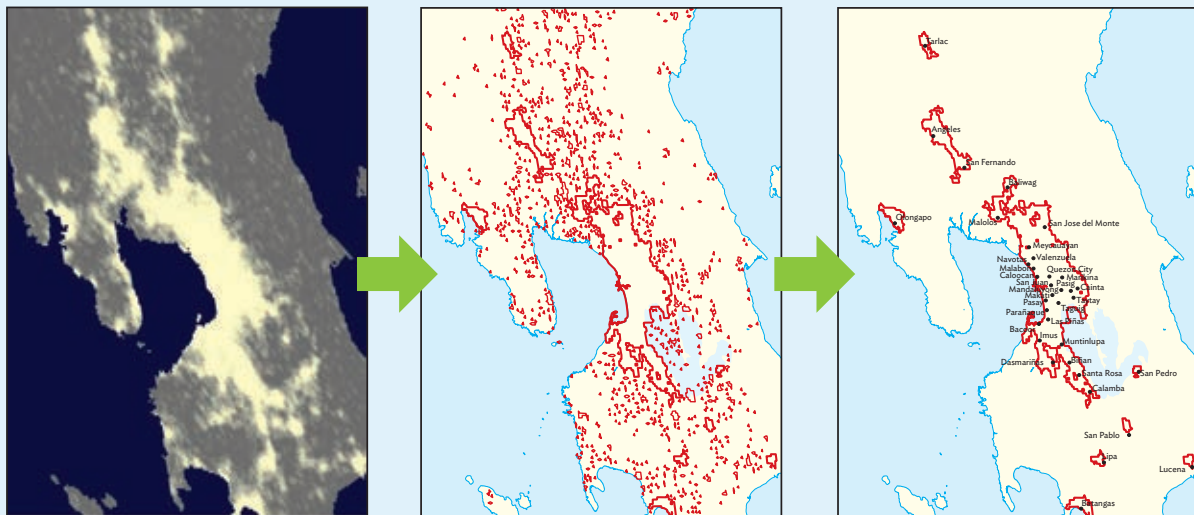 Tarlac
Angeles
San Fernando
Baliwag
Olongapo
Malolos
San Jose del Monte
Meycauayan
Valenzuela
Navotas
Malabon
Quezon City
Caloocan
Marikina
San Juan
Pasig
Cainta
Mandaluyong
Makati
Taytay
Pasay
Taguig
Parañaque
Las Piñas
Bacoor
Imus
Muntinlupa
Dasmariñas
Biñan
Santa Rosa
San Pedro
Calamba
San Pablo
Lipa
Lucena
Batangas